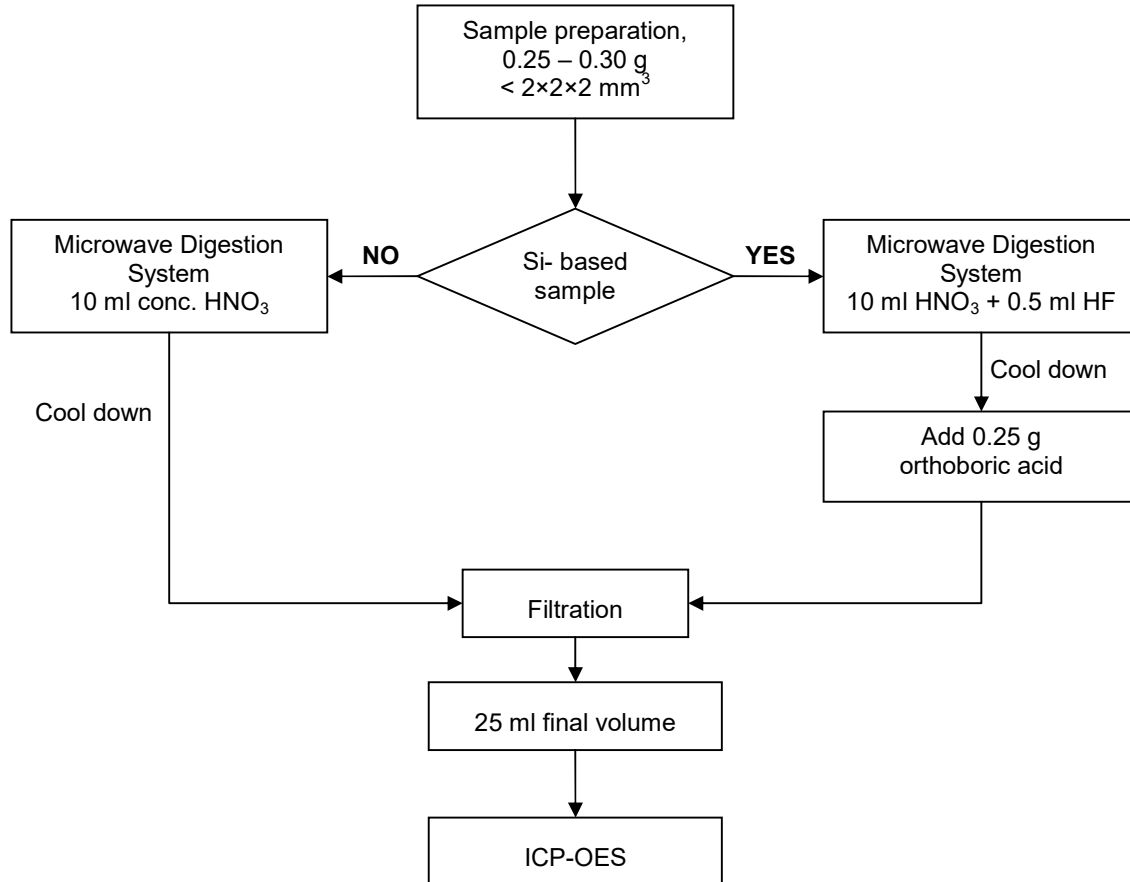 Sample preparation,
0.25 – 0.30 g
< 2×2×2 mm³
Microwave Digestion
System
10 ml conc. HNO₃
NO
Si- based
sample
YES
Microwave Digestion
System
10 ml HNO₃ + 0.5 ml HF
Cool down
Cool down
Add 0.25 g
orthoboric acid
Filtration
25 ml final volume
ICP-OES